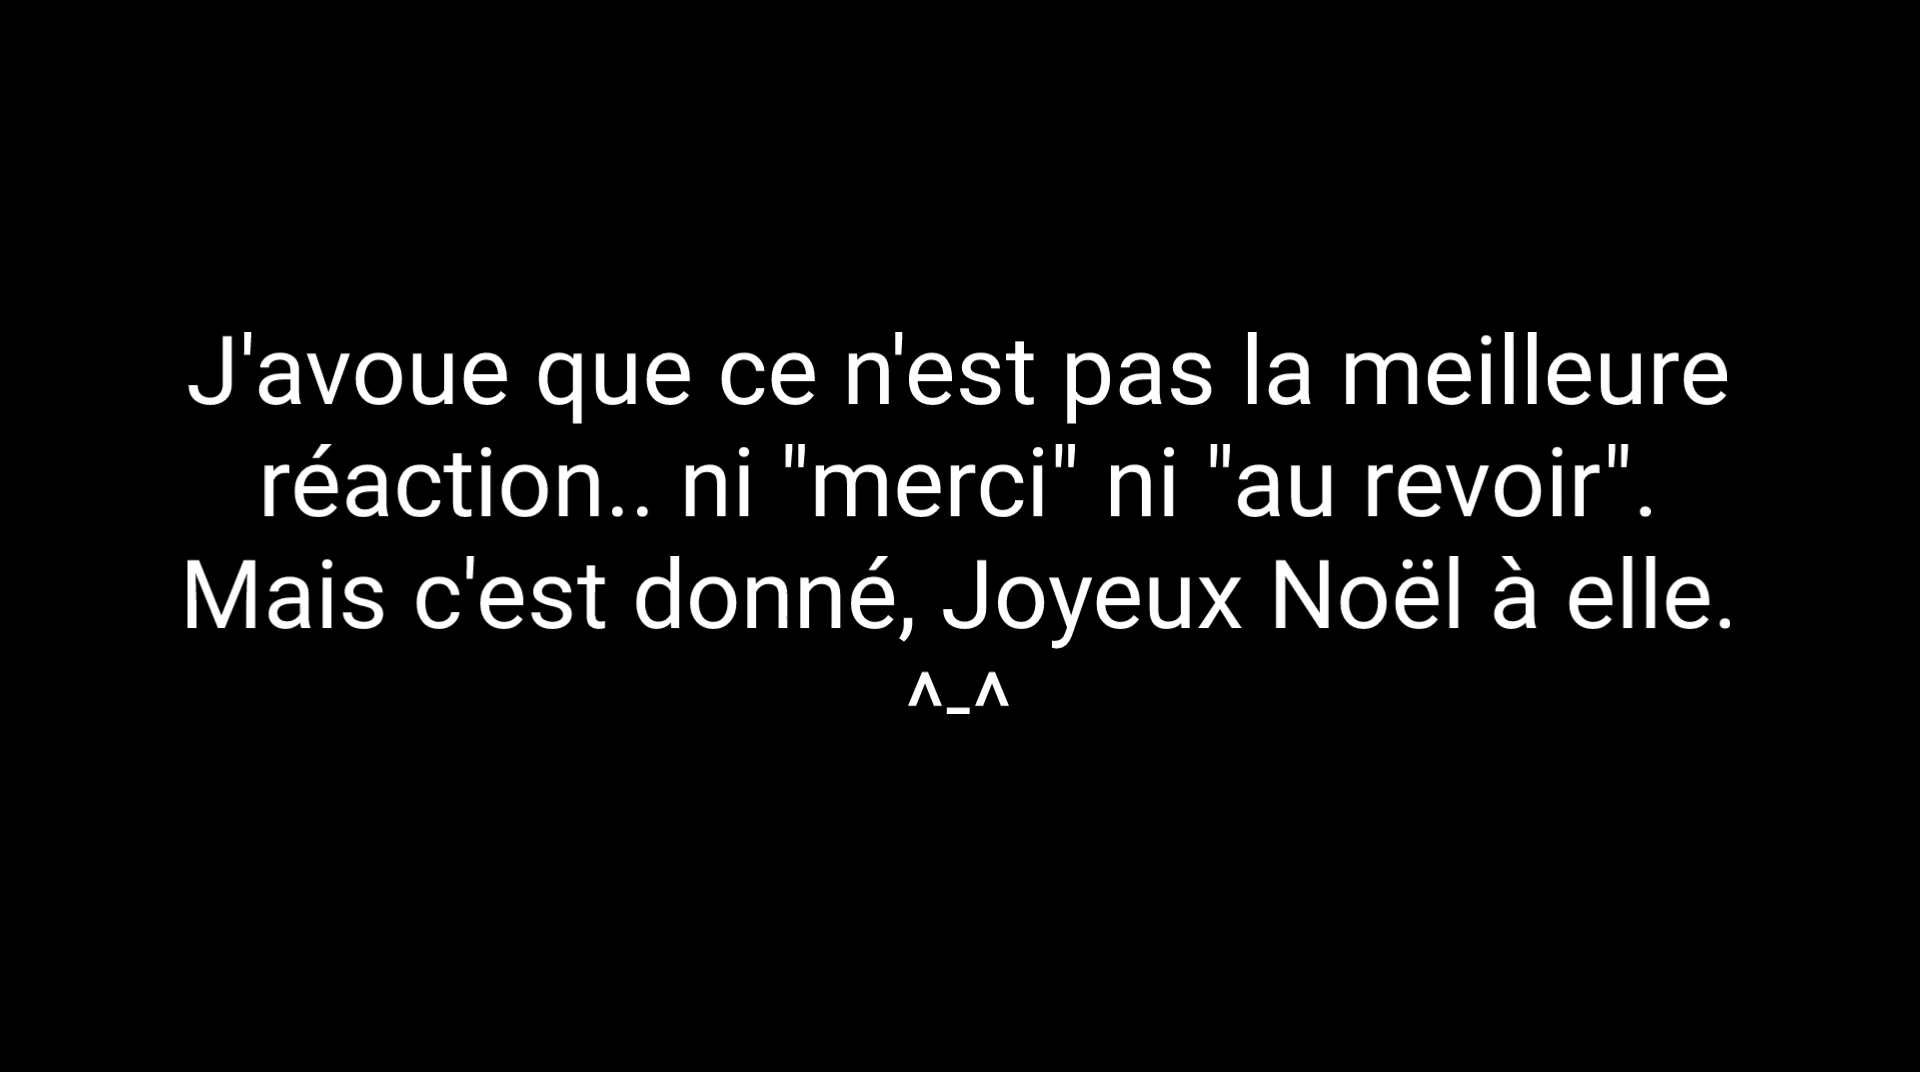 J'avoue que ce n'est pas la meilleure
réaction.. ni "merci" ni "au revoir".
Mais c'est donné, Joyeux Noël à elle.
^-^